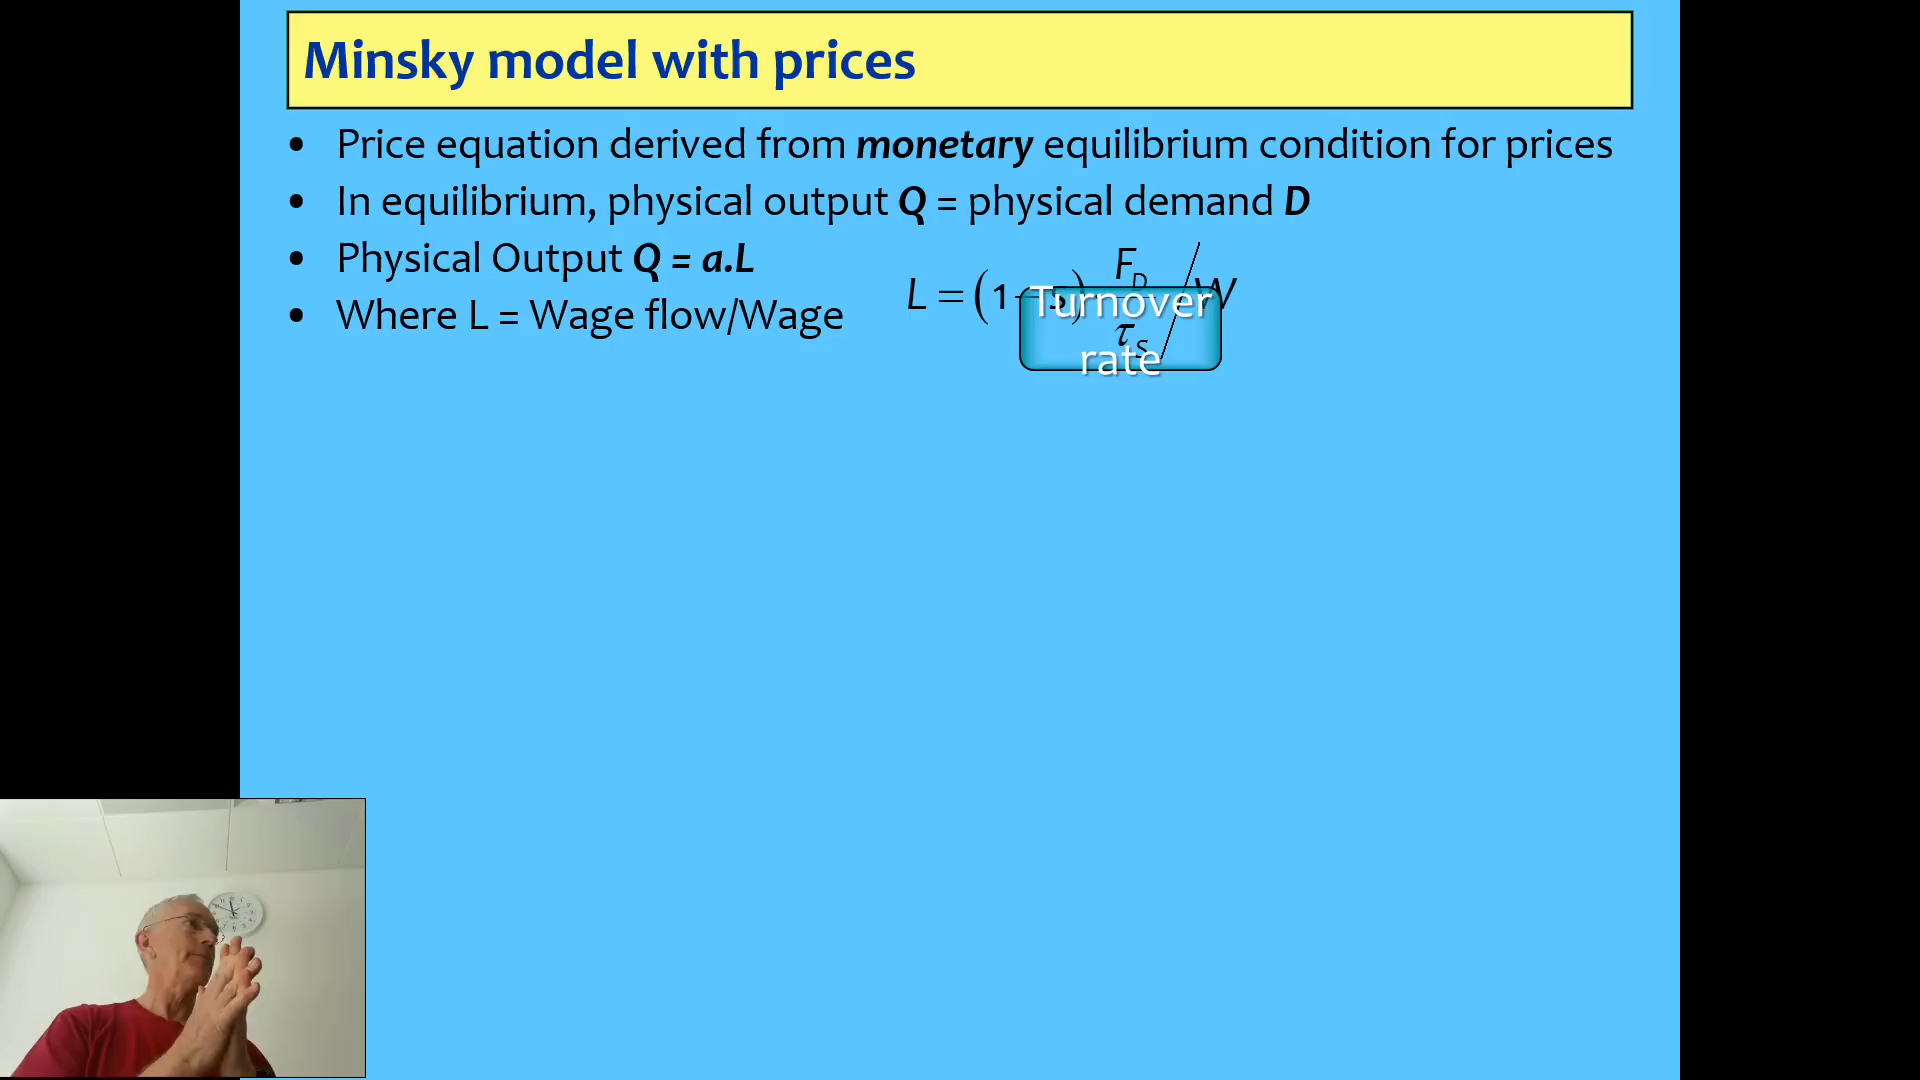 Minsky model with prices
• Price equation derived from monetary equilibrium condition for prices
• In equilibrium, physical output Q = physical demand D
• Physical Output Q = a.L
• Where L = Wage flow/Wage
L = (1 - s) F_D / τ_S / W
Turnover
rate